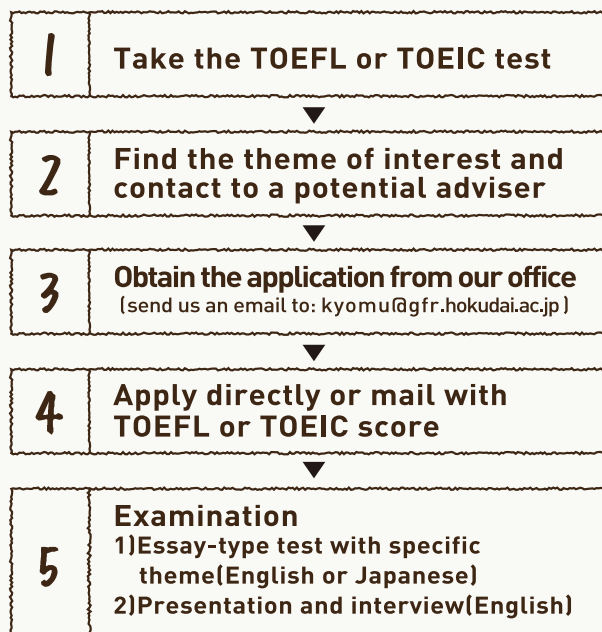 1
Take the TOEFL or TOEIC test
2
Find the theme of interest and
contact to a potential adviser
3
Obtain the application from our office
(send us an email to: kyomu@gfr.hokudai.ac.jp)
4
Apply directly or mail with
TOEFL or TOEIC score
5
Examination
1)Essay-type test with specific
theme(English or Japanese)
2)Presentation and interview(English)